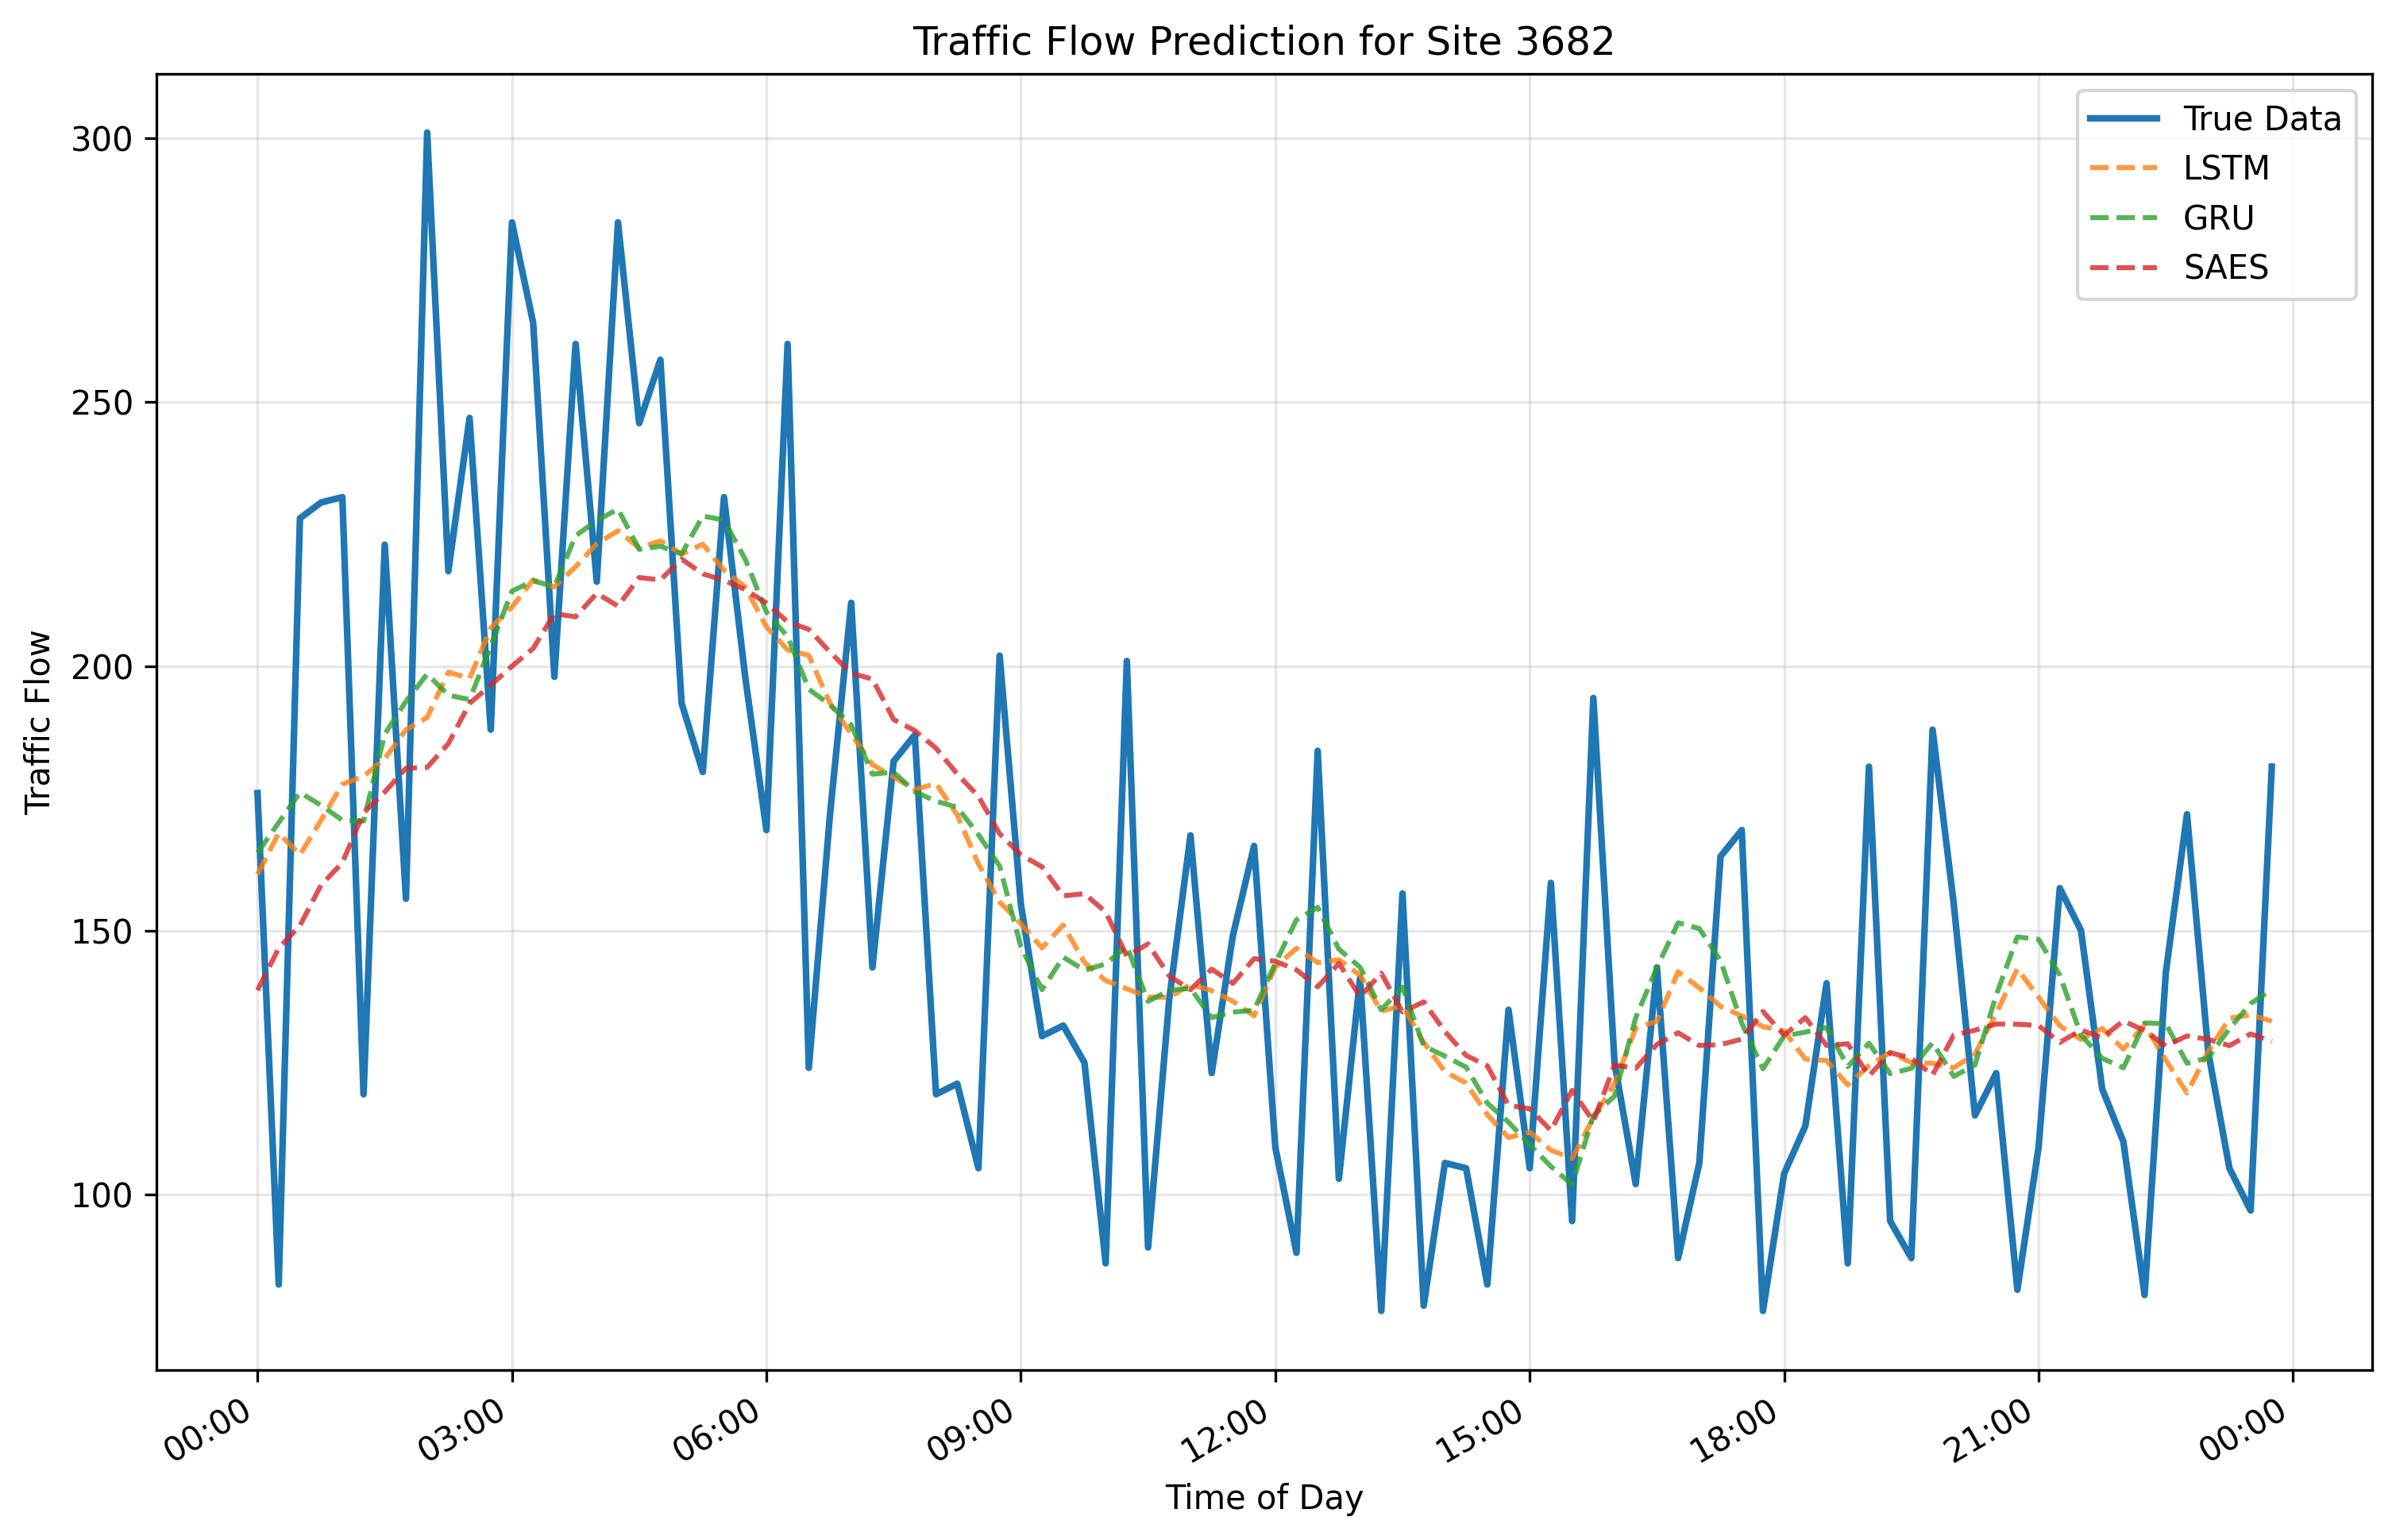 Traffic Flow Prediction for Site 3682
True Data
LSTM
GRU
SAES
300
250
200
150
100
Traffic Flow
00:00
03:00
06:00
09:00
12:00
15:00
18:00
21:00
00:00
Time of Day